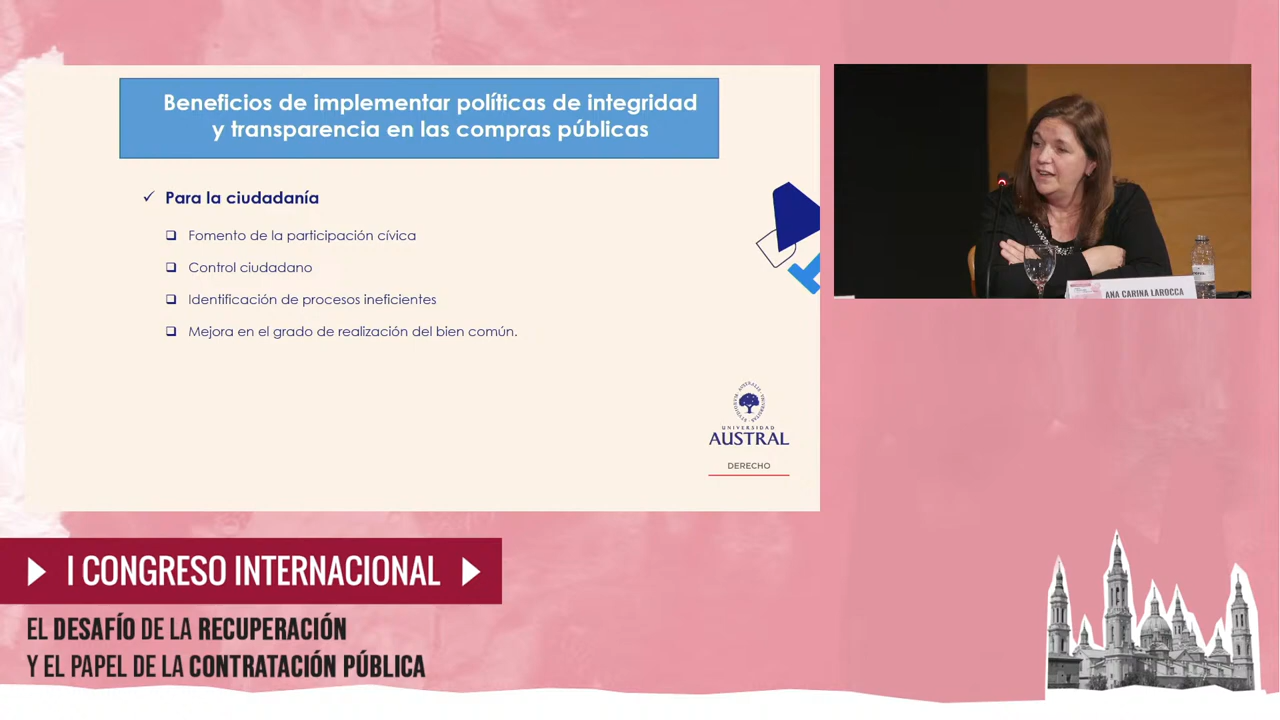 Beneficios de implementar políticas de integridad
y transparencia en las compras públicas
✓ Para la ciudadanía
❑ Fomento de la participación cívica
❑ Control ciudadano
❑ Identificación de procesos ineficientes
❑ Mejora en el grado de realización del bien común.
UNIVERSIDAD
AUSTRAL
DERECHO
ANA CARINA LAROCCA
I CONGRESO INTERNACIONAL
EL DESAFÍO DE LA RECUPERACIÓN
Y EL PAPEL DE LA CONTRATACIÓN PÚBLICA